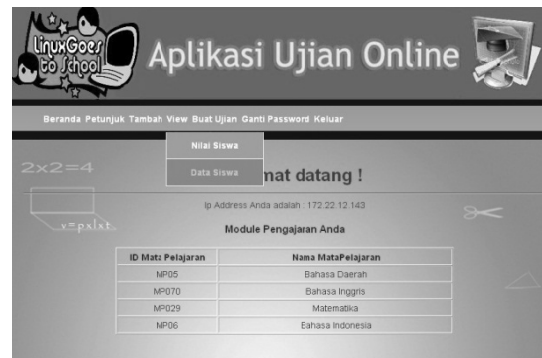 LinuxGoes
to School
Aplikasi Ujian Online
Beranda Petunjuk Tambah View Buat Ujian Ganti Password Keluar
Nilai Siswa
Data Siswa
2x2=4
mat datang !
Ip Address Anda adalah : 172.22.12.143
v=pxlxt
Module Pengajaran Anda
ID Mata Pelajaran Nama MataPelajaran
MP05 Bahasa Daerah
MP070 Bahasa Inggris
MP029 Matematika
MP06 Bahasa Indonesia